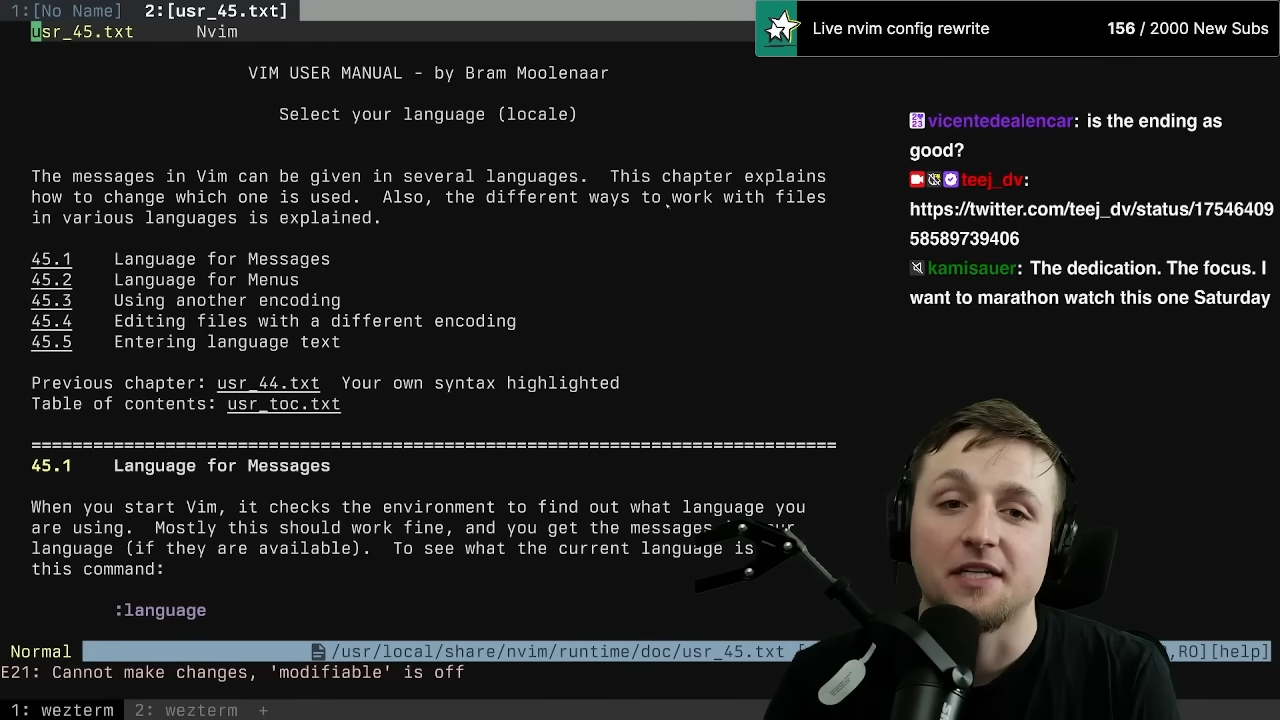 1:[No Name]  2:[usr_45.txt]
usr_45.txt      Nvim
Live nvim config rewrite    156 / 2000 New Subs
VIM USER MANUAL - by Bram Moolenaar
Select your language (locale)
The messages in Vim can be given in several languages.  This chapter explains
how to change which one is used.  Also, the different ways to work with files
in various languages is explained.
45.1    Language for Messages
45.2    Language for Menus
45.3    Using another encoding
45.4    Editing files with a different encoding
45.5    Entering language text
Previous chapter: usr_44.txt  Your own syntax highlighted
Table of contents: usr_toc.txt
==============================================================================
45.1    Language for Messages
When you start Vim, it checks the environment to find out what language you
are using.  Mostly this should work fine, and you get the messages
language (if they are available).  To see what the current language is
this command:
:language
Normal    /usr/local/share/nvim/runtime/doc/usr_45.txt [    ,RO][help]
E21: Cannot make changes, 'modifiable' is off
1: wezterm  2: wezterm  +
vicentedealencar: is the ending as
good?
teej_dv:
https://twitter.com/teej_dv/status/17546409
58589739406
kamisauer: The dedication. The focus. I
want to marathon watch this one Saturday